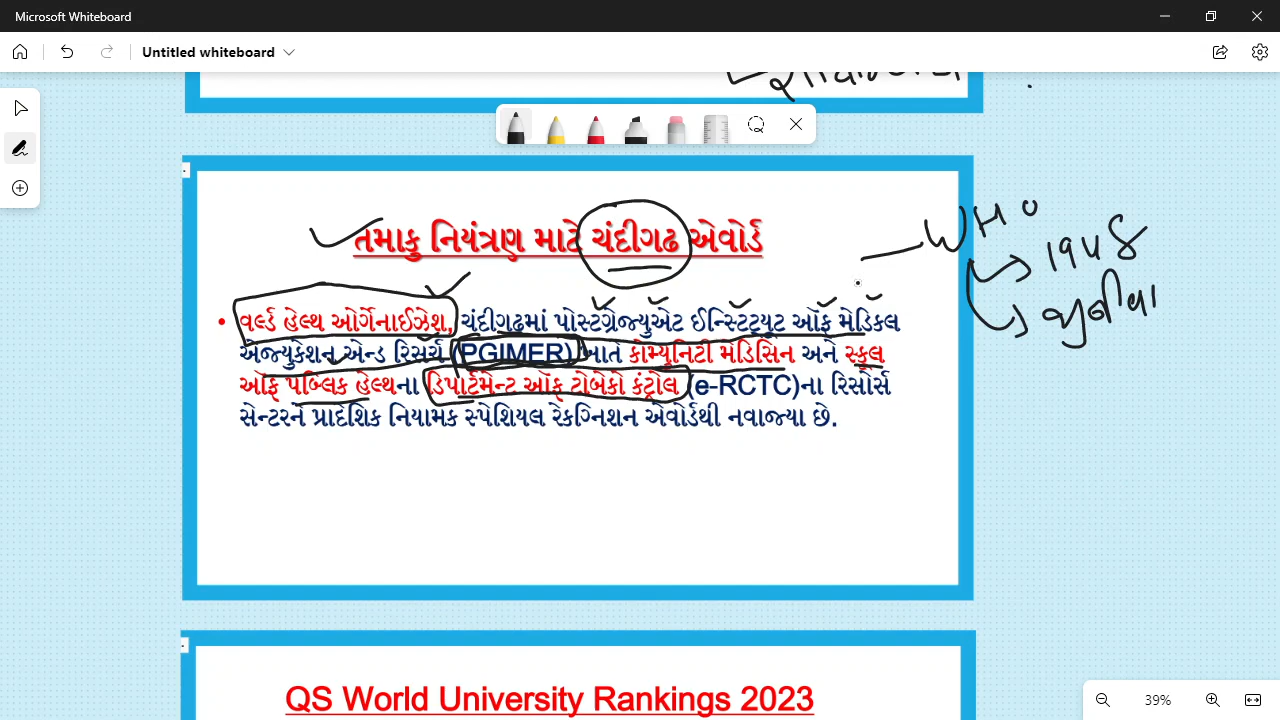 Microsoft Whiteboard
Untitled whiteboard
તમાકુ નિયંત્રણ માટે ચંદીગઢ એવોર્ડ
WHO
૧૯૪૮
જીનીવા
• વર્લ્ડ હેલ્થ ઓર્ગેનાઈઝેશ, ચંદીગઢમાં પોસ્ટગ્રેજ્યુએટ ઈન્સ્ટિટ્યૂટ ઑફ મેડિકલ
એજ્યુકેશન એન્ડ રિસર્ચ (PGIMER) ખાતે કોમ્યુનિટી મેડિસિન અને સ્કૂલ
ઑફ પબ્લિક હેલ્થના ડિપાર્ટમેન્ટ ઑફ ટોબેકો કંટ્રોલ (e-RCTC)ના રિસોર્સ
સેન્ટરને પ્રાદેશિક નિયામક સ્પેશિયલ રેકગ્નિશન એવોર્ડથી નવાજ્યા છે.
QS World University Rankings 2023
39%